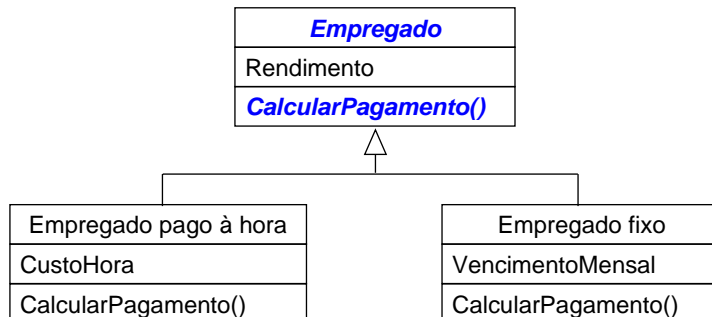 Empregado
Rendimento
CalcularPagamento()
Empregado pago à hora
CustoHora
CalcularPagamento()
Empregado fixo
VencimentoMensal
CalcularPagamento()